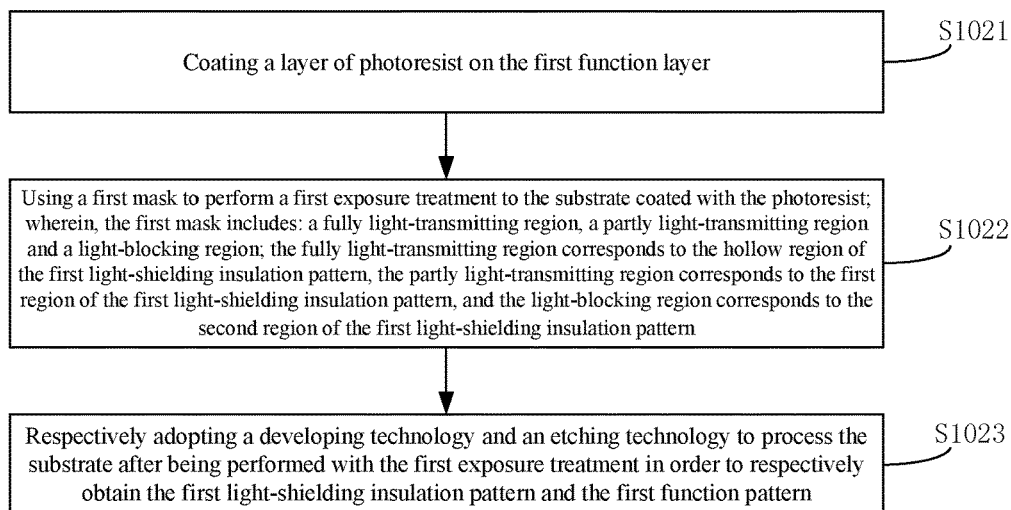 S1021
Coating a layer of photoresist on the first function layer
Using a first mask to perform a first exposure treatment to the substrate coated with the photoresist;
wherein, the first mask includes: a fully light-transmitting region, a partly light-transmitting region
and a light-blocking region; the fully light-transmitting region corresponds to the hollow region of
the first light-shielding insulation pattern, the partly light-transmitting region corresponds to the first
region of the first light-shielding insulation pattern, and the light-blocking region corresponds to the
second region of the first light-shielding insulation pattern
S1022
Respectively adopting a developing technology and an etching technology to process the
substrate after being performed with the first exposure treatment in order to respectively
obtain the first light-shielding insulation pattern and the first function pattern
S1023